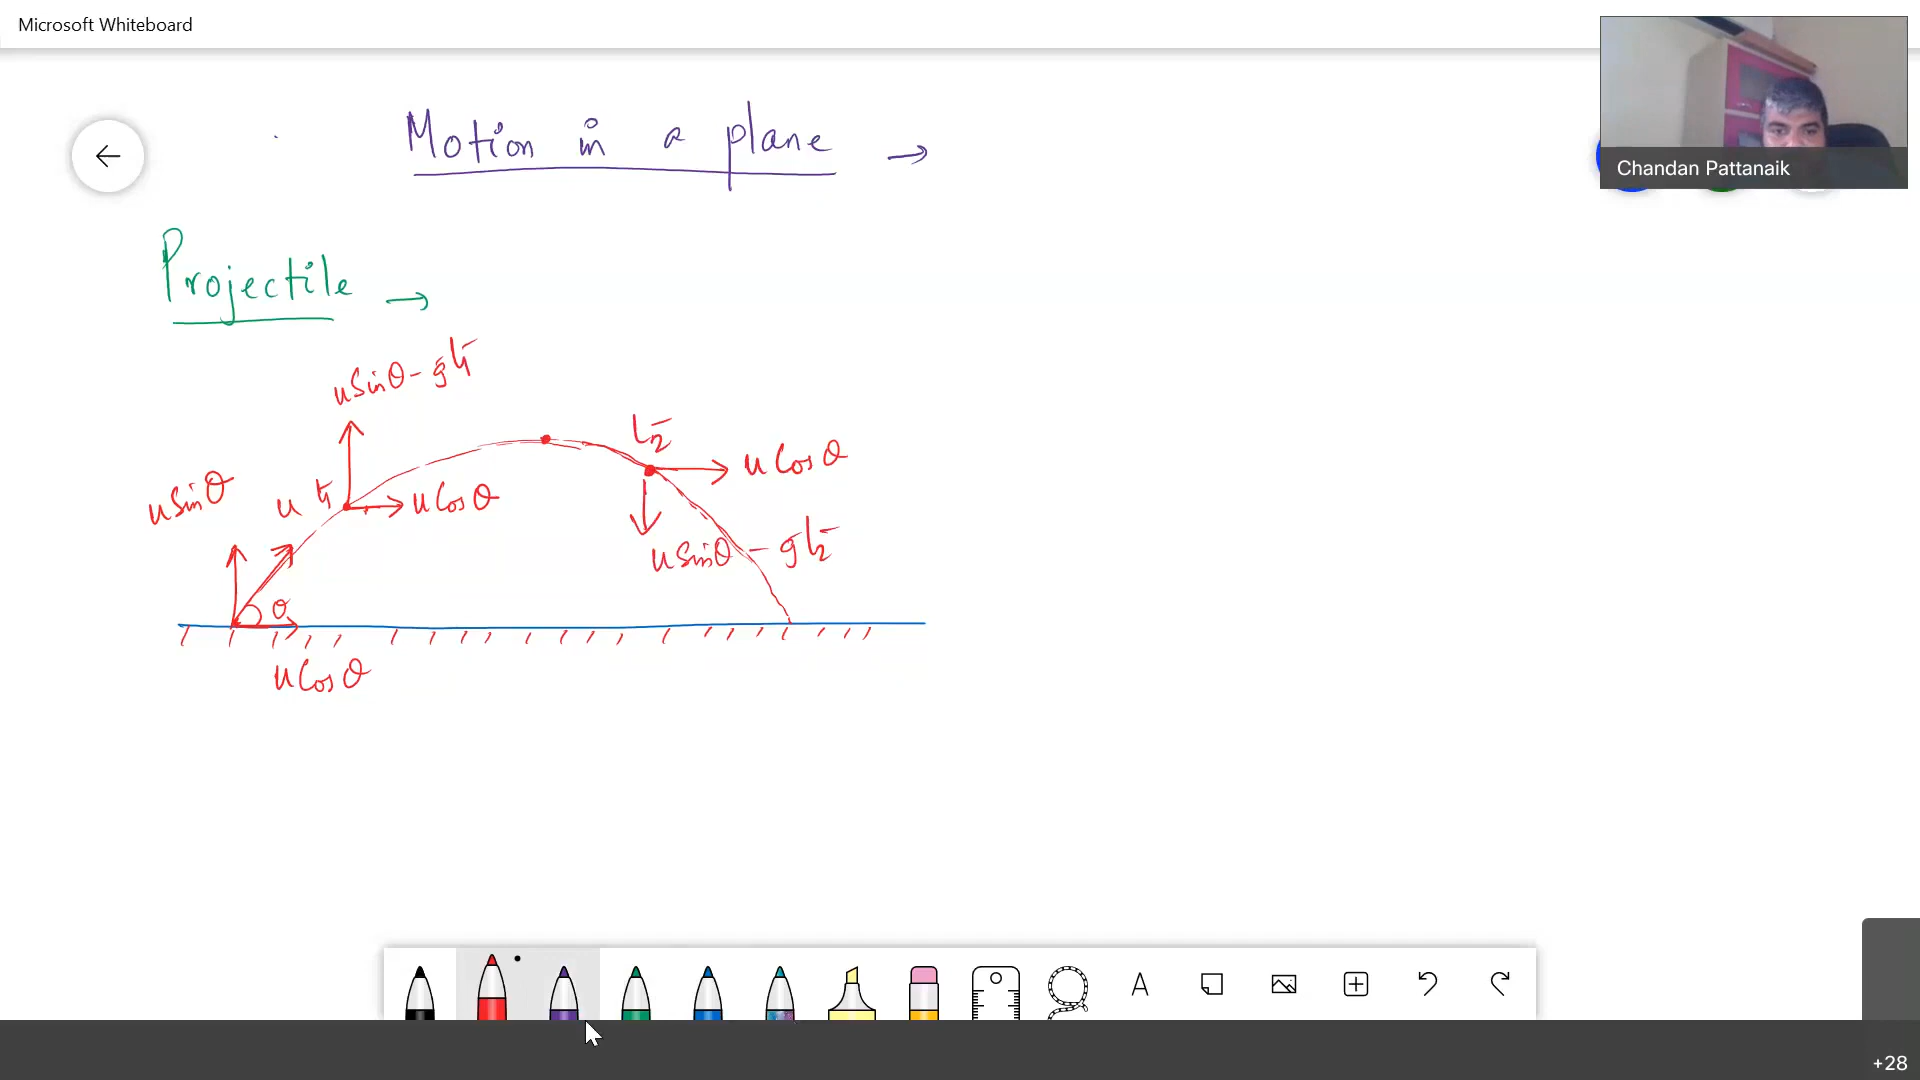 Microsoft Whiteboard
Chandan Pattanaik
Motion in a plane →
Projectile →
u sinθ - gt₁
t₂
u cosθ
u sinθ
u
t₁
u cosθ
u sinθ - gt₂
θ
u cosθ
A
+28